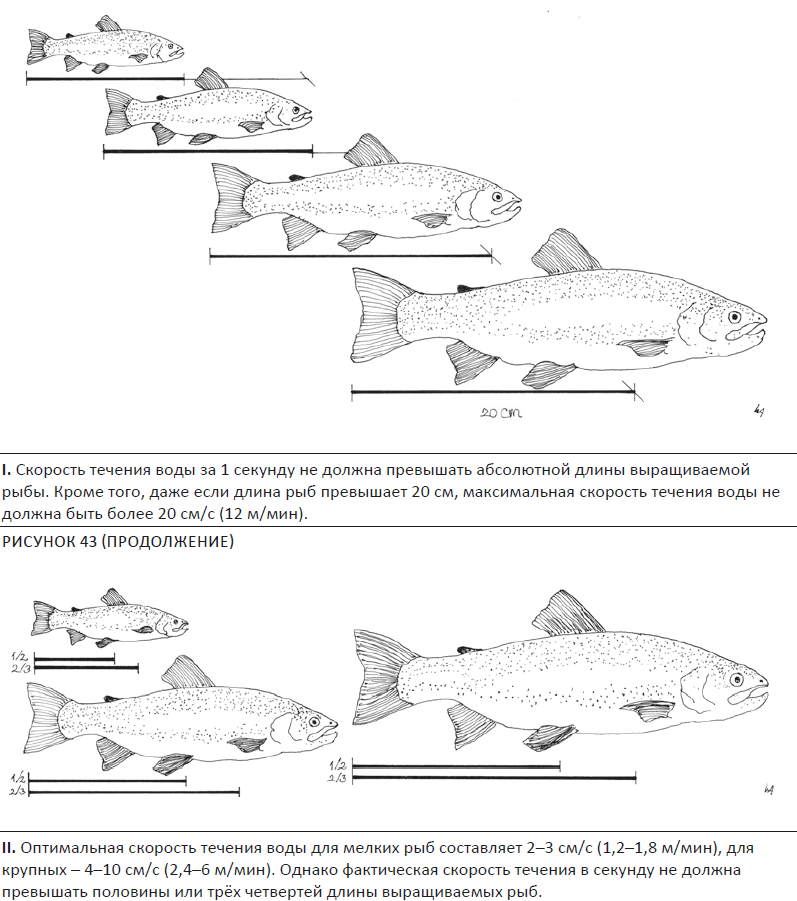 20 cm
I. Скорость течения воды за 1 секунду не должна превышать абсолютной длины выращиваемой
рыбы. Кроме того, даже если длина рыб превышает 20 см, максимальная скорость течения воды не
должна быть более 20 см/с (12 м/мин).
РИСУНОК 43 (ПРОДОЛЖЕНИЕ)
1/2
2/3
1/2
2/3
1/2
2/3
II. Оптимальная скорость течения воды для мелких рыб составляет 2–3 см/с (1,2–1,8 м/мин), для
крупных – 4–10 см/с (2,4–6 м/мин). Однако фактическая скорость течения в секунду не должна
превышать половины или трёх четвертей длины выращиваемых рыб.